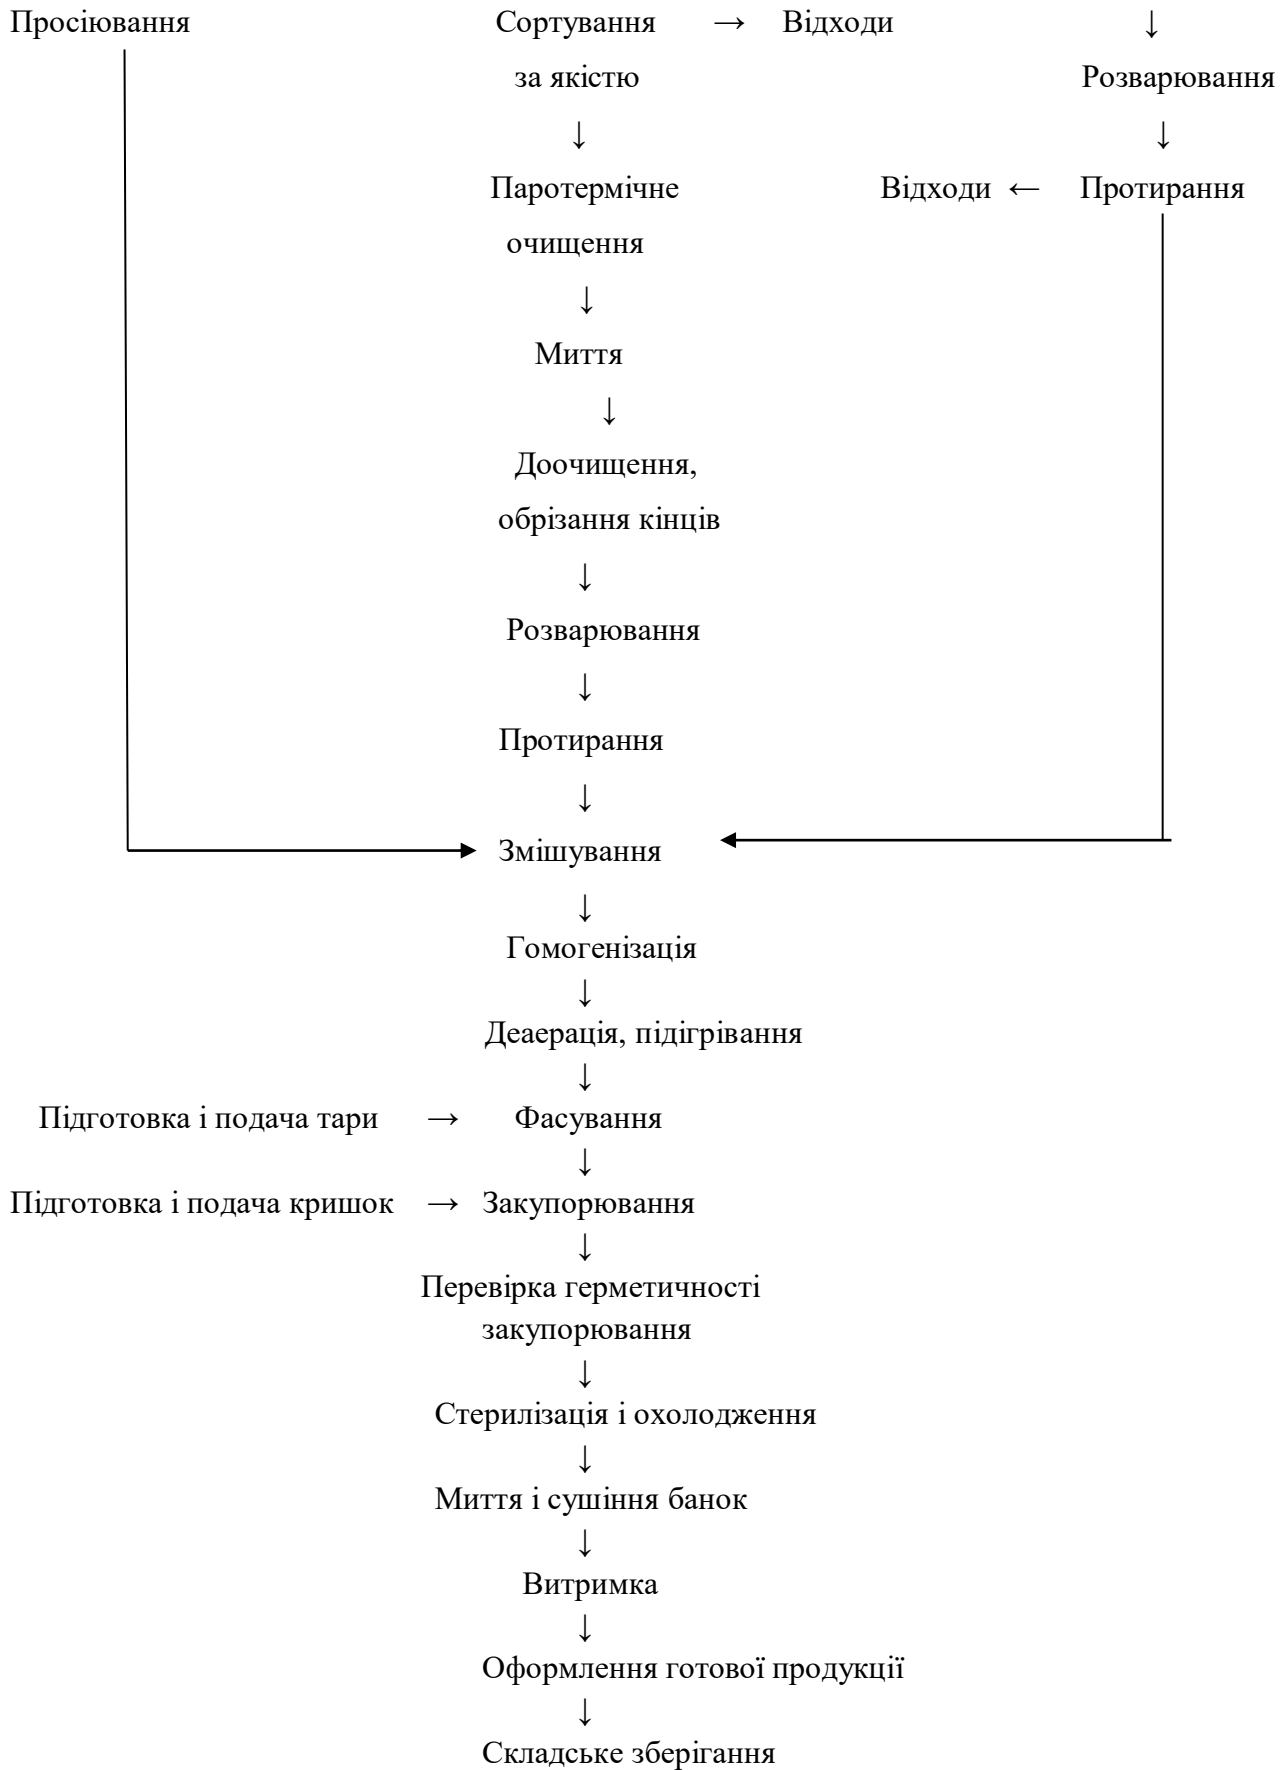 Просіювання Сортування → Відходи ↓
за якістю Розварювання
↓ ↓
Паротермічне Відходи ← Протирання
очищення
↓
Миття
↓
Доочищення,
обрізання кінців
↓
Розварювання
↓
Протирання
↓
Змішування
↓
Гомогенізація
↓
Деаерація, підігрівання
↓
Підготовка і подача тари → Фасування
↓
Підготовка і подача кришок → Закупорювання
↓
Перевірка герметичності
закупорювання
↓
Стерилізація і охолодження
↓
Миття і сушіння банок
↓
Витримка
↓
Оформлення готової продукції
↓
Складське зберігання